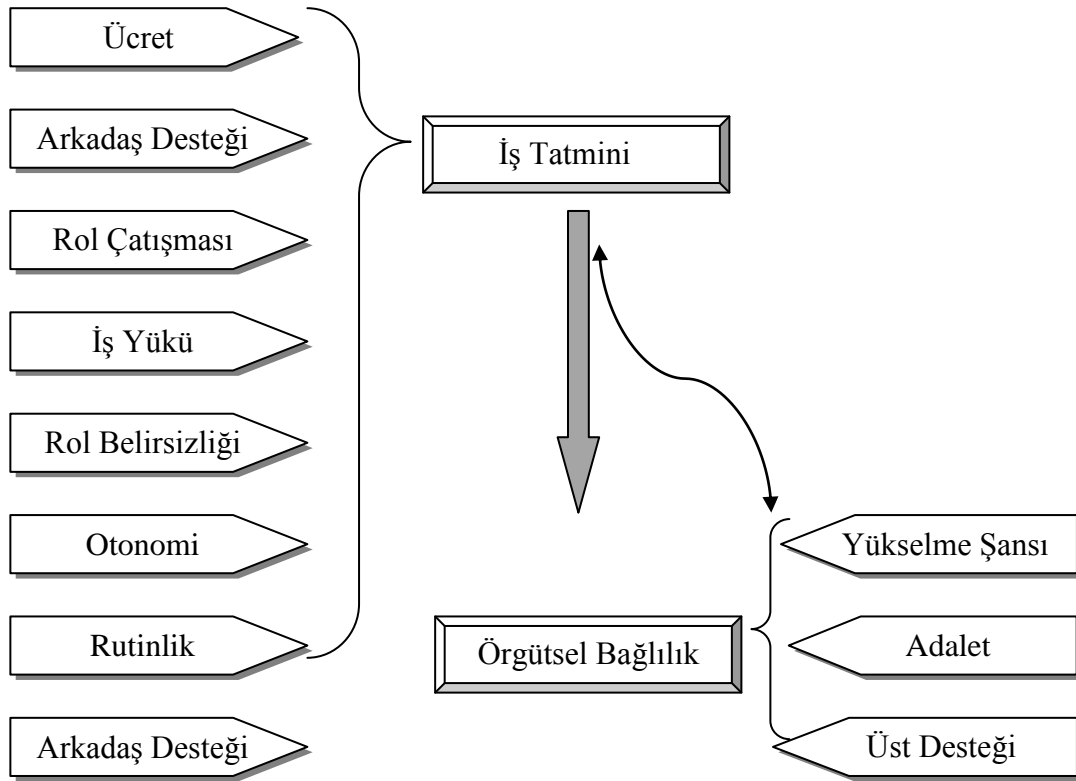 Ücret
Arkadaş Desteği
Rol Çatışması
İş Yükü
Rol Belirsizliği
Otonomi
Rutinlik
Arkadaş Desteği
İş Tatmini
Örgütsel Bağlılık
Yükselme Şansı
Adalet
Üst Desteği